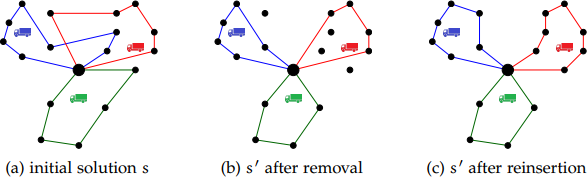 (a) initial solution s
(b) s′ after removal
(c) s′ after reinsertion